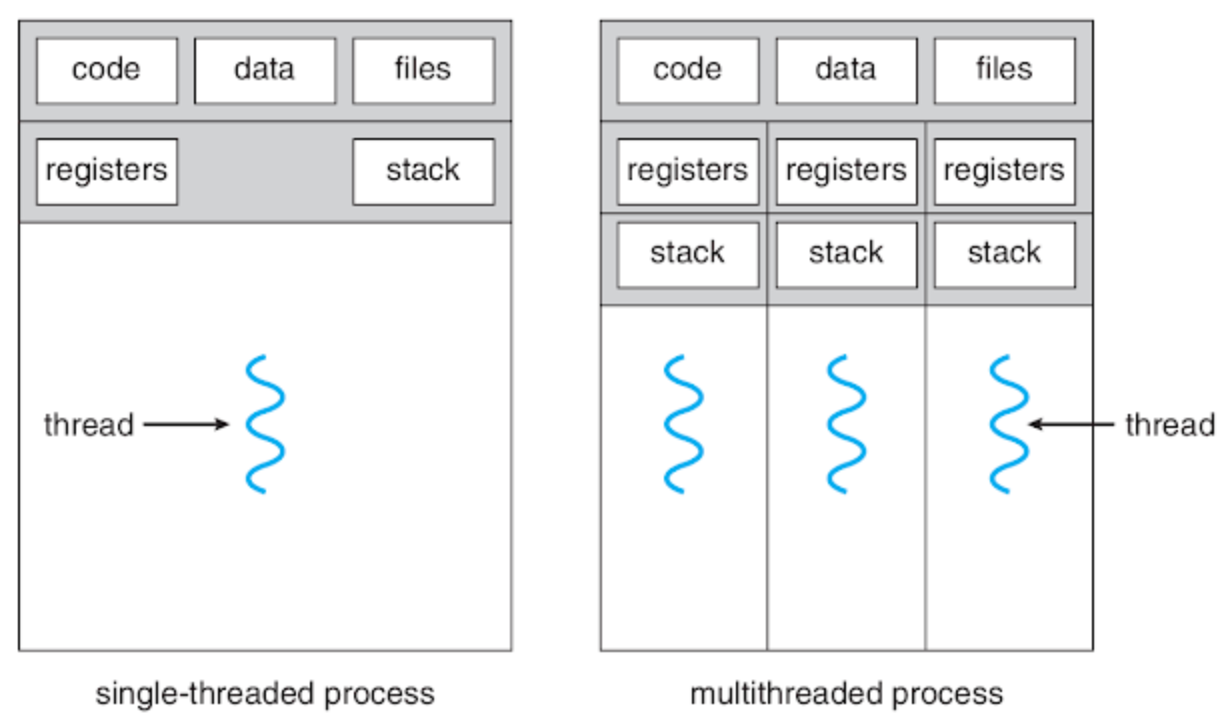 code data files
registers stack
thread
single-threaded process
code data files
registers registers registers
stack stack stack
thread
multithreaded process